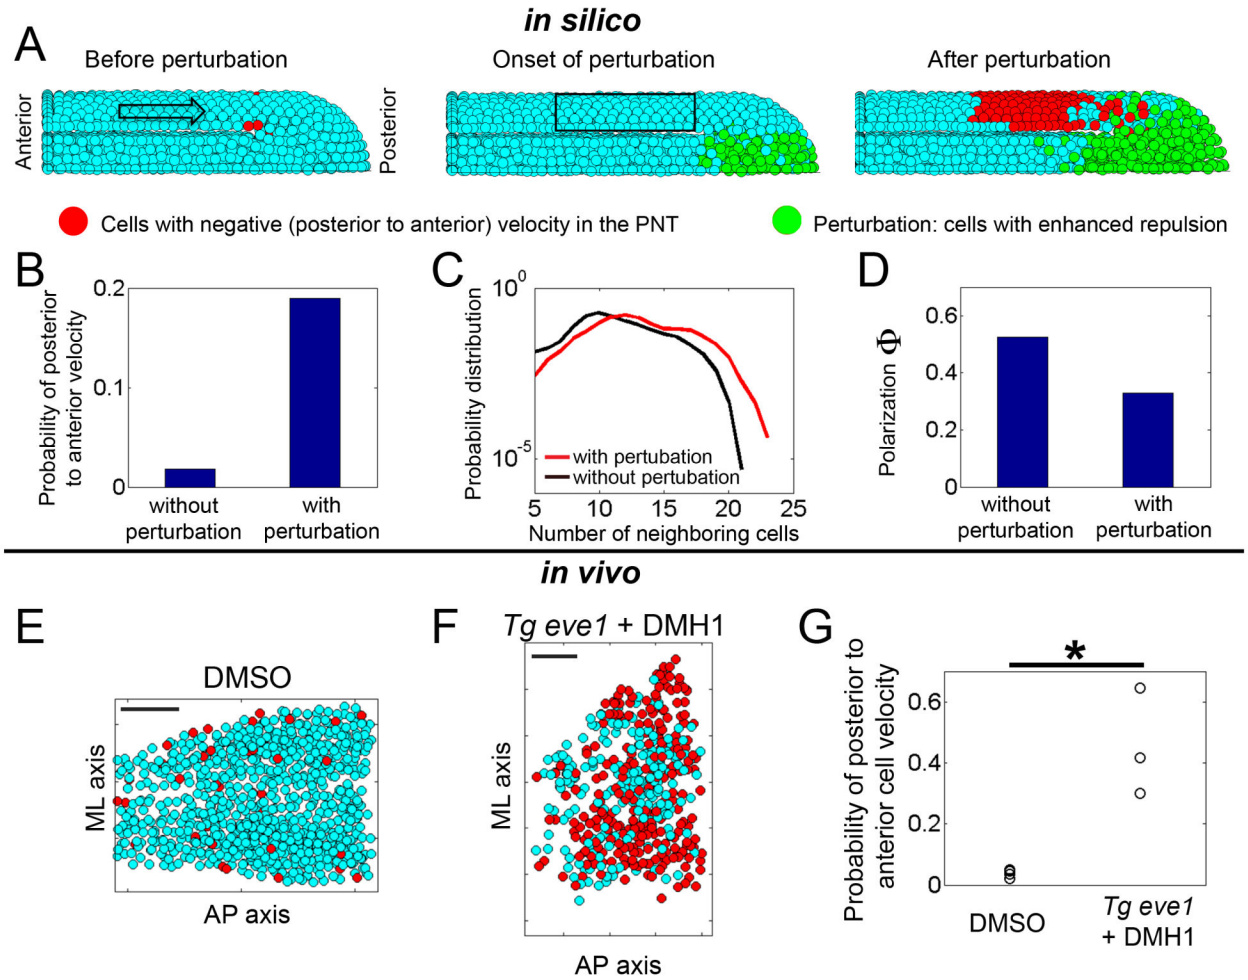 in silico
A
Before perturbation
Onset of perturbation
After perturbation
Anterior
Posterior
Cells with negative (posterior to anterior) velocity in the PNT
Perturbation: cells with enhanced repulsion
B
Probability of posterior
to anterior velocity
0.2
0.1
0
without
perturbation
with
perturbation
C
Probability distribution
10^0
10^-5
with pertubation
without pertubation
5
10
15
20
25
Number of neighboring cells
D
Polarization Φ
0.6
0.4
0.2
0
without
perturbation
with
perturbation
in vivo
E
DMSO
ML axis
AP axis
F
Tg eve1 + DMH1
ML axis
AP axis
G
Probability of posterior to
anterior cell velocity
*
0.6
0.4
0.2
0
DMSO
Tg eve1
+ DMH1